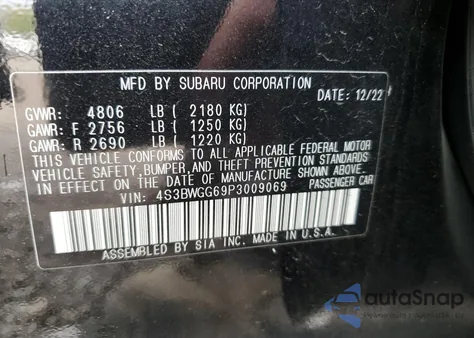 MFD BY SUBARU CORPORATION
DATE: 12/22
GVWR: 4806 LB ( 2180 KG)
GAWR: F 2756 LB ( 1250 KG)
GAWR: R 2690 LB ( 1220 KG)
THIS VEHICLE CONFORMS TO ALL APPLICABLE FEDERAL MOTOR
VEHICLE SAFETY, BUMPER, AND THEFT PREVENTION STANDARDS
IN EFFECT ON THE DATE OF MANUFACTURE SHOWN ABOVE.
VIN: 4S3BWGG69P3009069 PASSENGER CAR
ASSEMBLED BY SIA INC. MADE IN U.S.A.
autoSnap